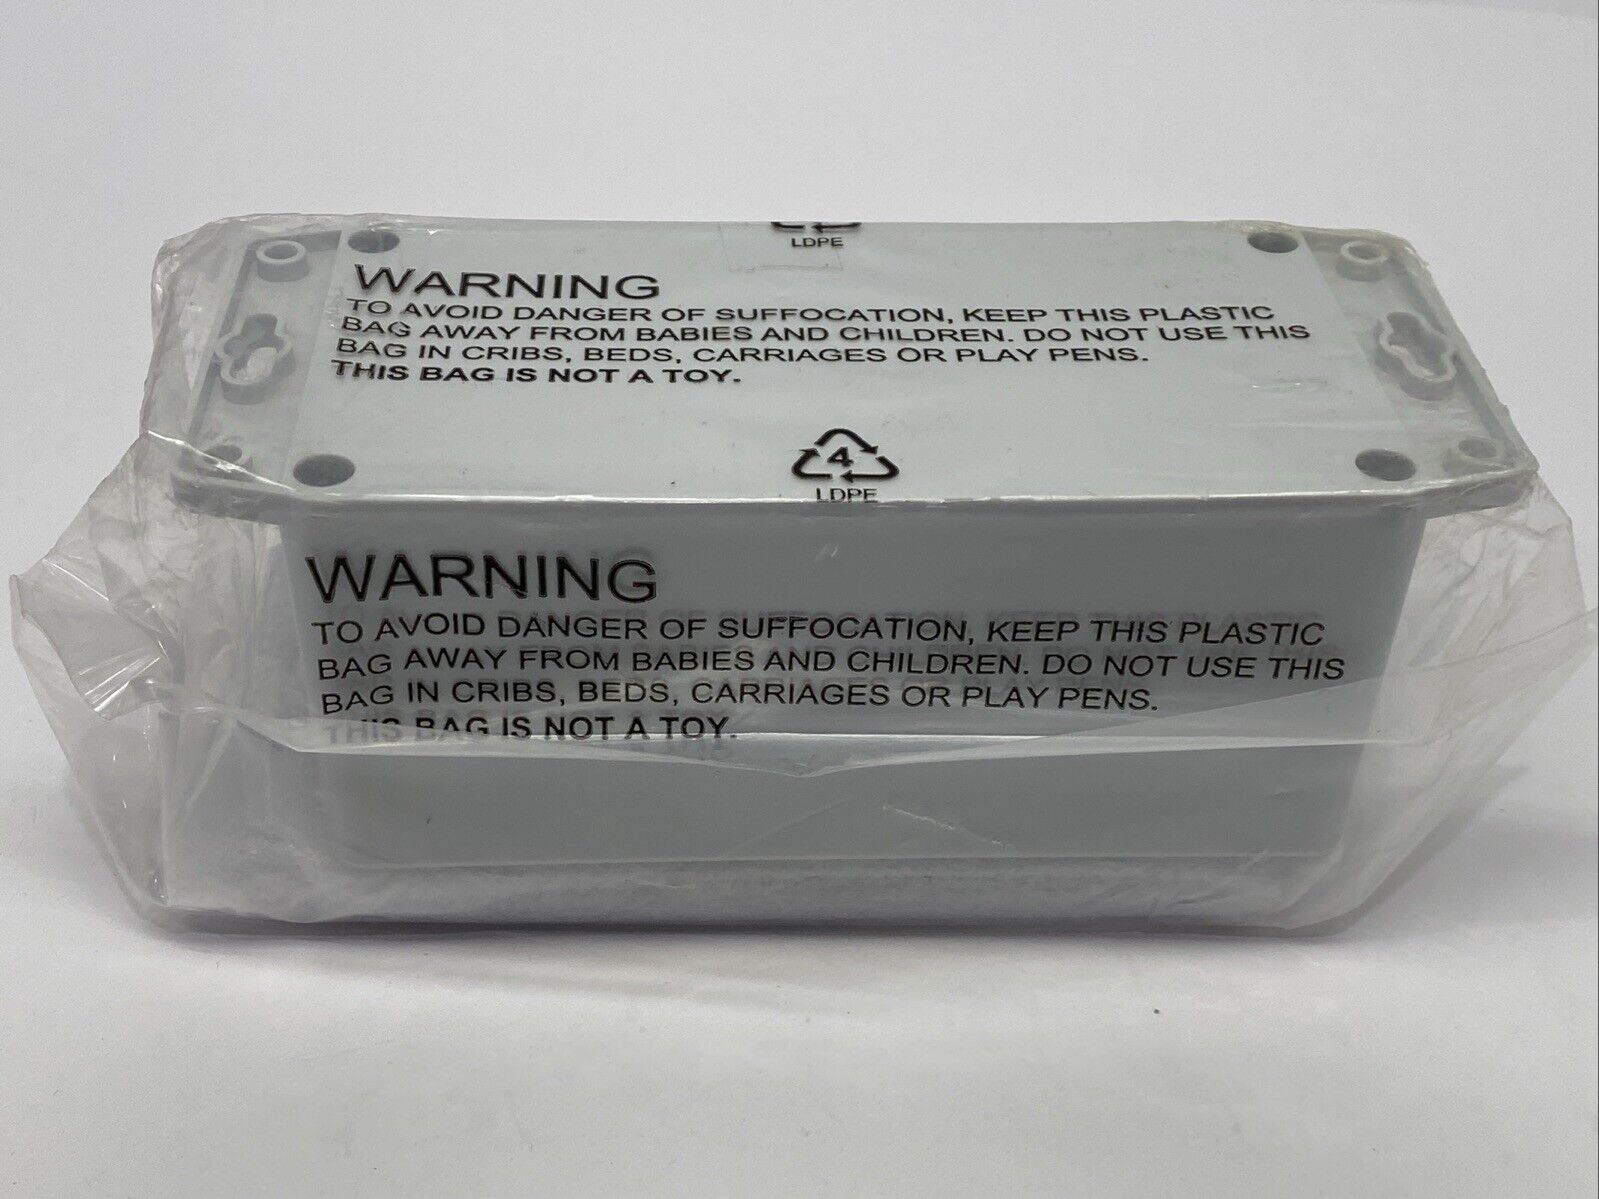 LDPE
WARNING
TO AVOID DANGER OF SUFFOCATION, KEEP THIS PLASTIC
BAG AWAY FROM BABIES AND CHILDREN. DO NOT USE THIS
BAG IN CRIBS, BEDS, CARRIAGES OR PLAY PENS.
THIS BAG IS NOT A TOY.
4
LDPE
WARNING
TO AVOID DANGER OF SUFFOCATION, KEEP THIS PLASTIC
BAG AWAY FROM BABIES AND CHILDREN. DO NOT USE THIS
BAG IN CRIBS, BEDS, CARRIAGES OR PLAY PENS.
THIS BAG IS NOT A TOY.